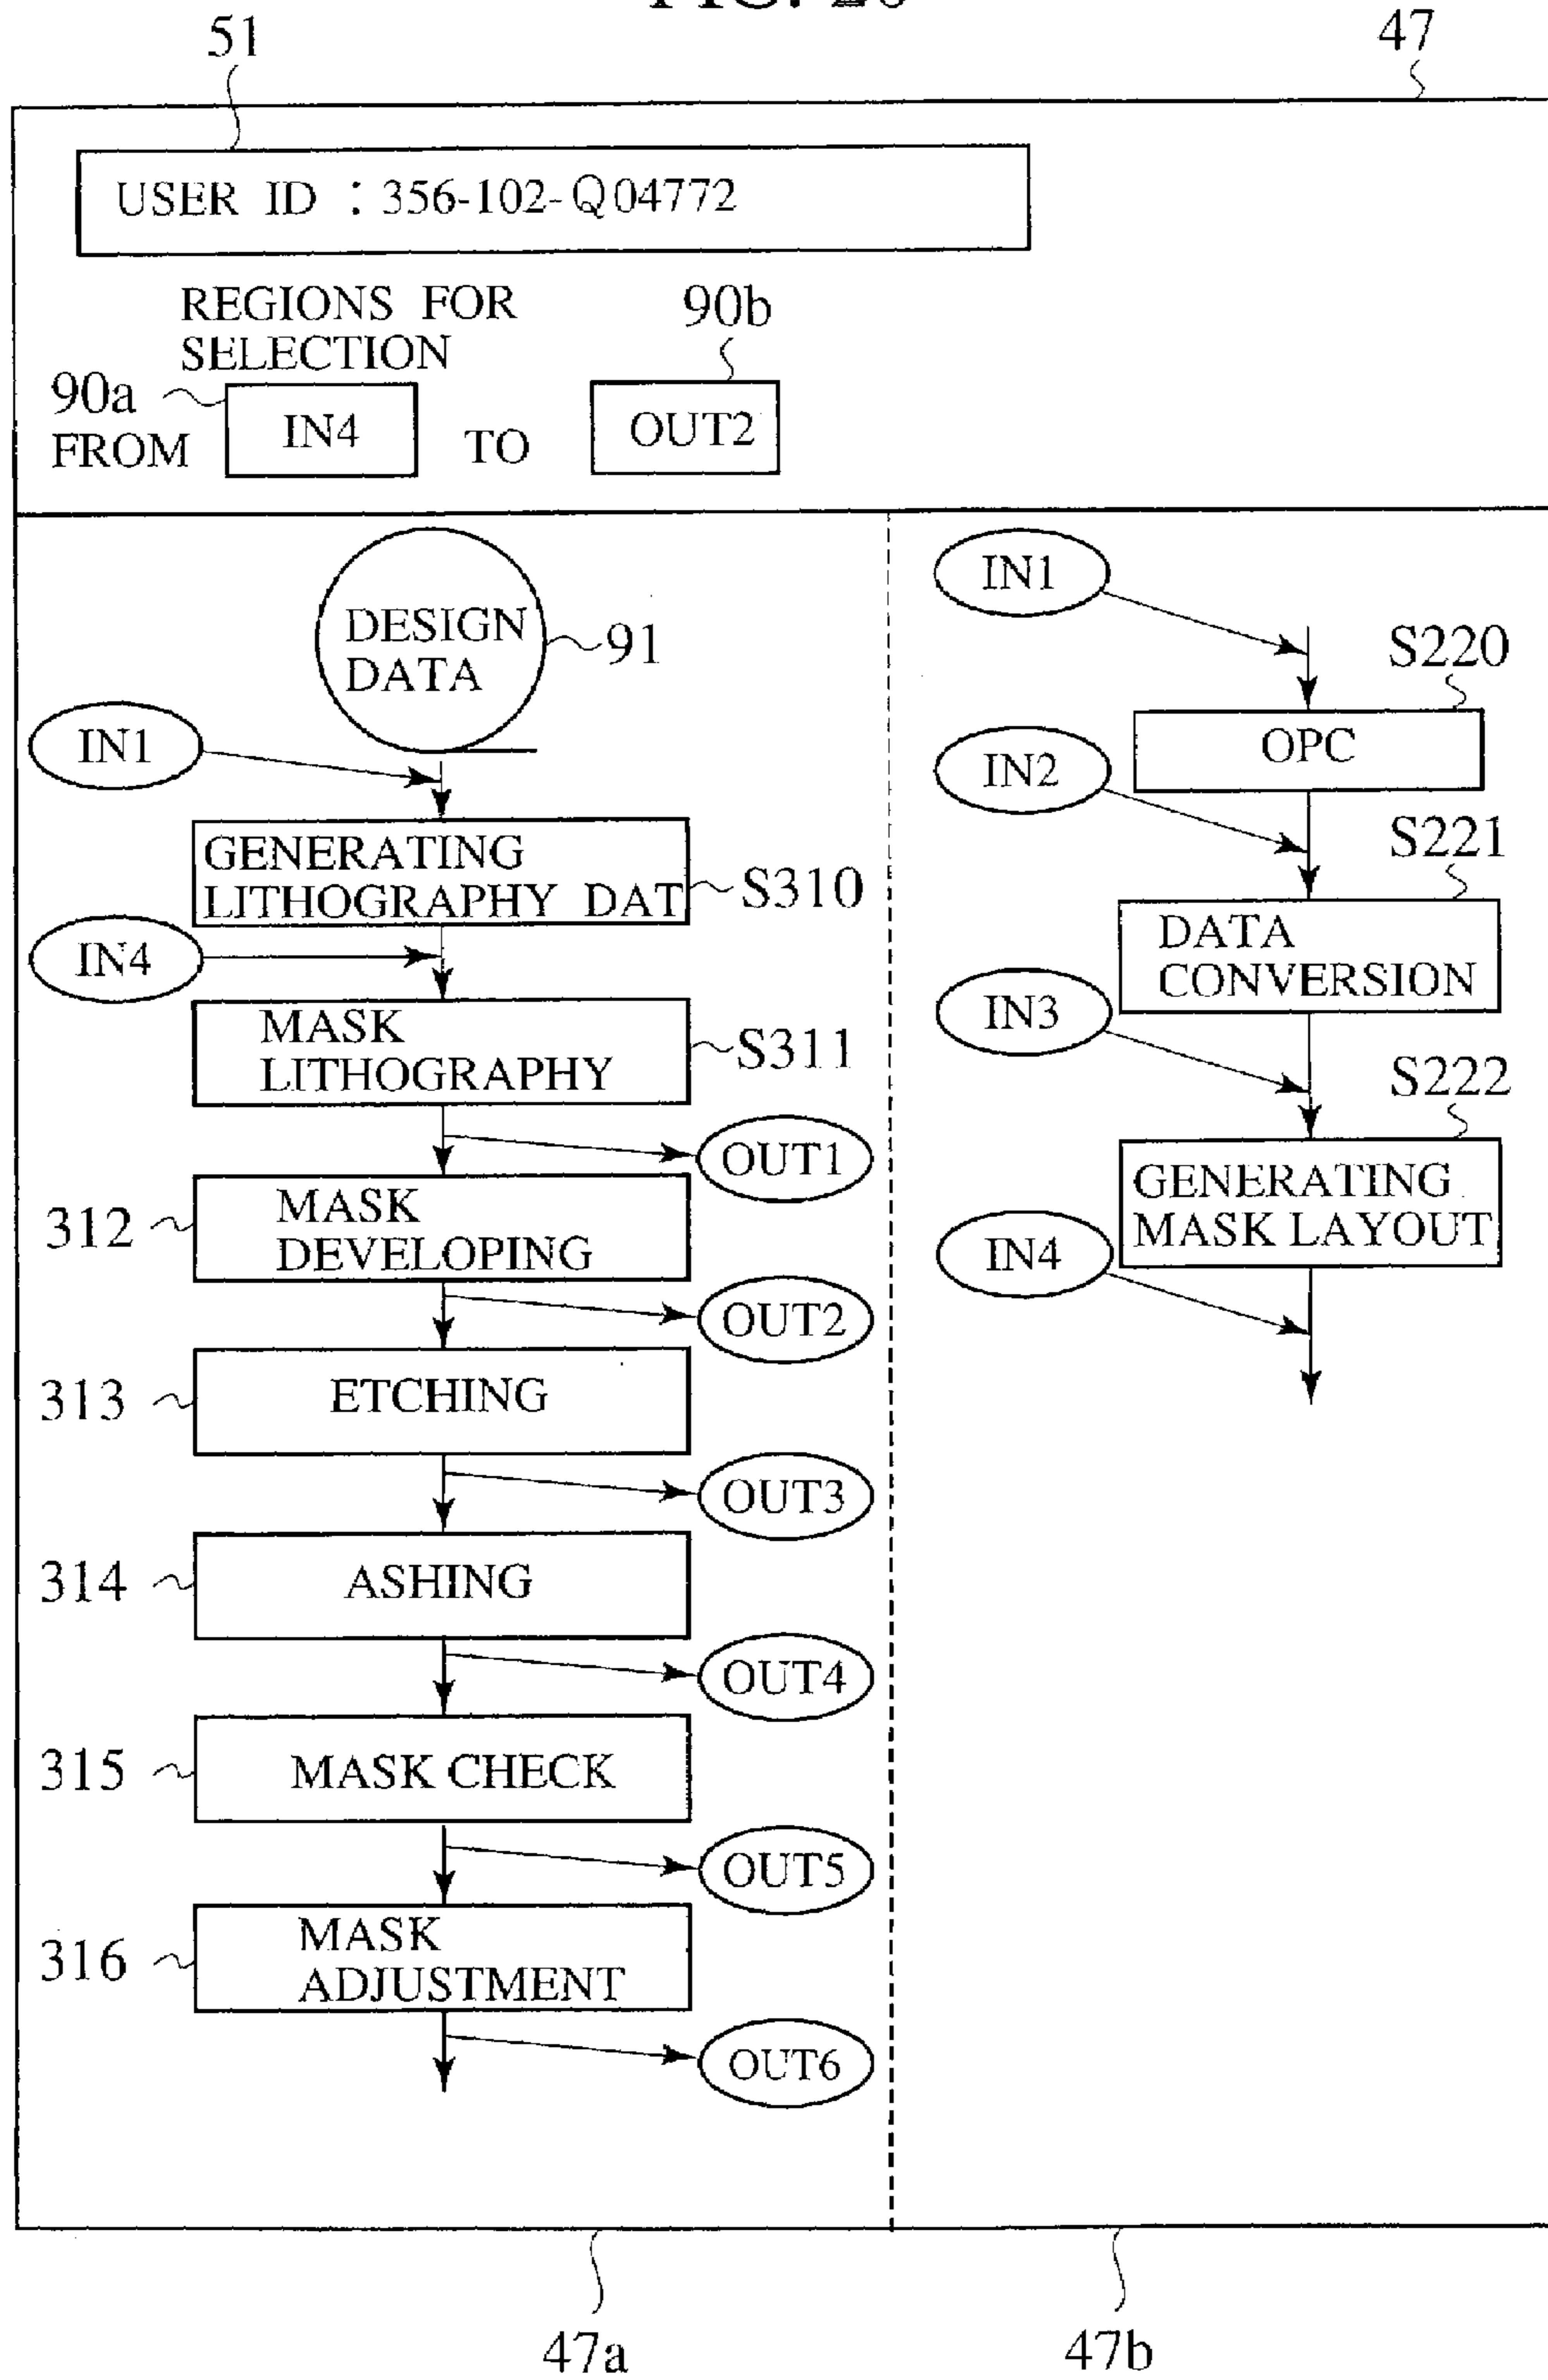 51
47
USER ID : 356-102-Q04772
REGIONS FOR
SELECTION
90b
90a
FROM
IN4
TO
OUT2
DESIGN
DATA
91
IN1
GENERATING
LITHOGRAPHY DAT
S310
IN4
MASK
LITHOGRAPHY
S311
OUT1
312
MASK
DEVELOPING
OUT2
313
ETCHING
OUT3
314
ASHING
OUT4
315
MASK CHECK
OUT5
316
MASK
ADJUSTMENT
OUT6
IN1
S220
OPC
IN2
S221
DATA
CONVERSION
IN3
S222
GENERATING
MASK LAYOUT
IN4
47a
47b